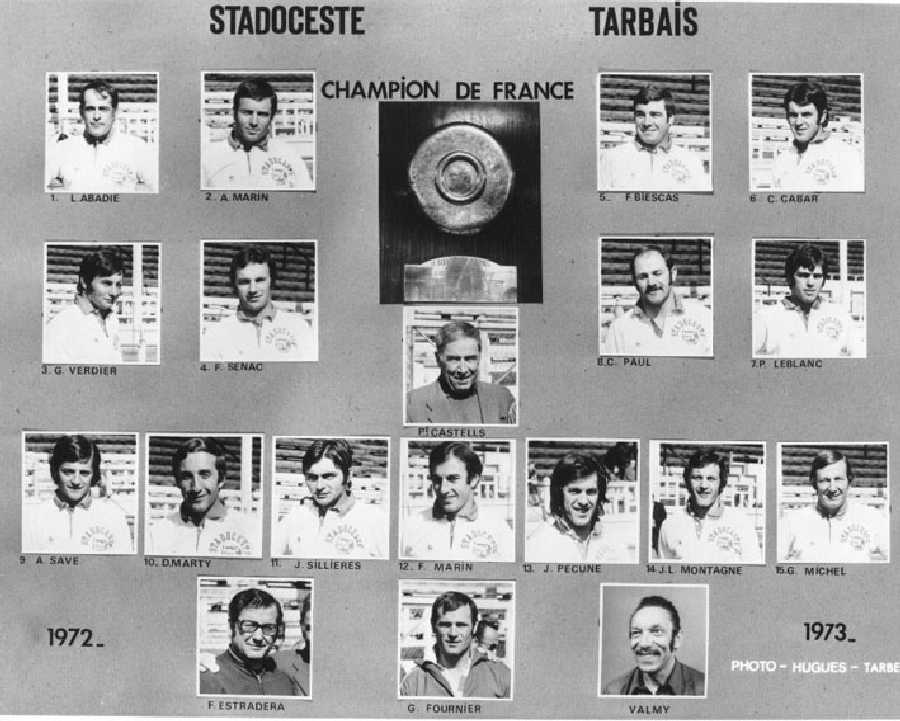 STADOCESTE TARBAIS
CHAMPION DE FRANCE
1. L.ABADIE
2. A.MARIN
5. F.BIESCAS
6 C.CABAR
3.G.VERDIER
4. F. SENAC
8.C. PAUL
7.P. LEBLANC
P! CASTELLS
9 A.SAVE
10. D.MARTY
11. J.SILLIERES
12. F. MARIN
13. J. PECUNE
14.J.L. MONTAGNE
15.G. MICHEL
1972_
1973_
PHOTO - HUGUES - TARBE
F. ESTRADERA
G. FOURNIER
VALMY